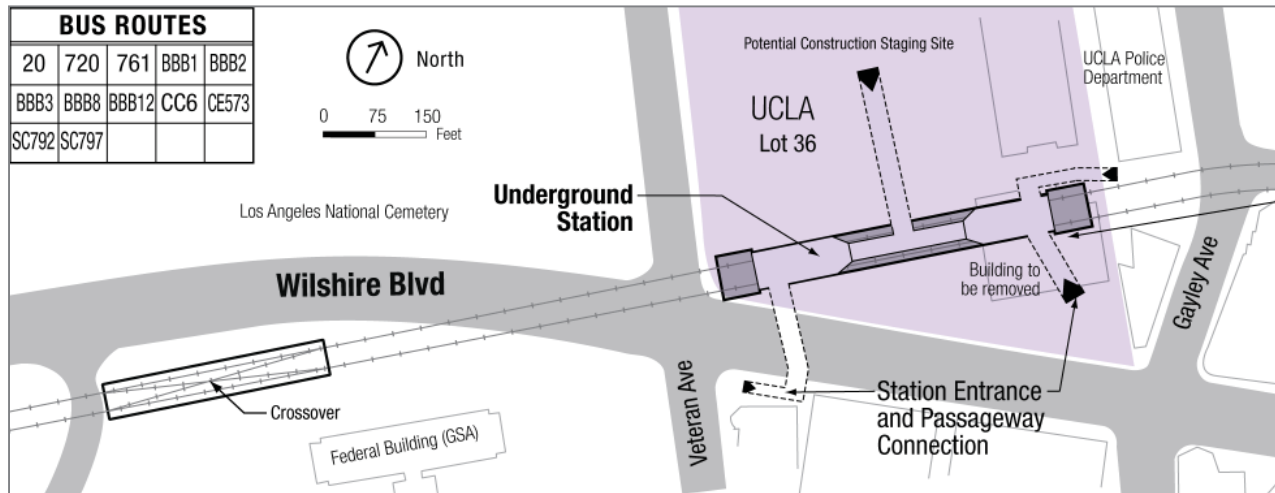 BUS ROUTES
20 720 761 BBB1 BBB2
BBB3 BBB8 BBB12 CC6 CE573
SC792 SC797
North
0 75 150
Feet
Potential Construction Staging Site
UCLA Police
Department
UCLA
Lot 36
Los Angeles National Cemetery
Underground
Station
Wilshire Blvd
Building to
be removed
Gayley Ave
Crossover
Veteran Ave
Station Entrance
and Passageway
Connection
Federal Building (GSA)